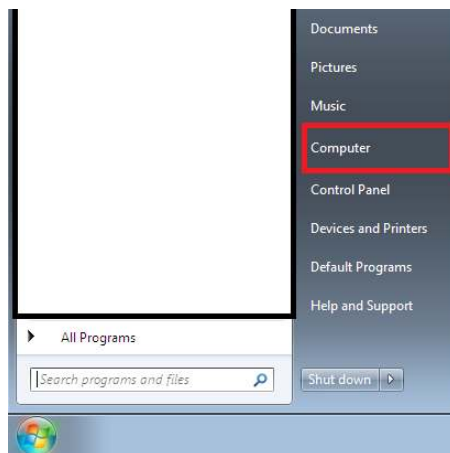 Documents
Pictures
Music
Computer
Control Panel
Devices and Printers
Default Programs
Help and Support
All Programs
Search programs and files
Shut down